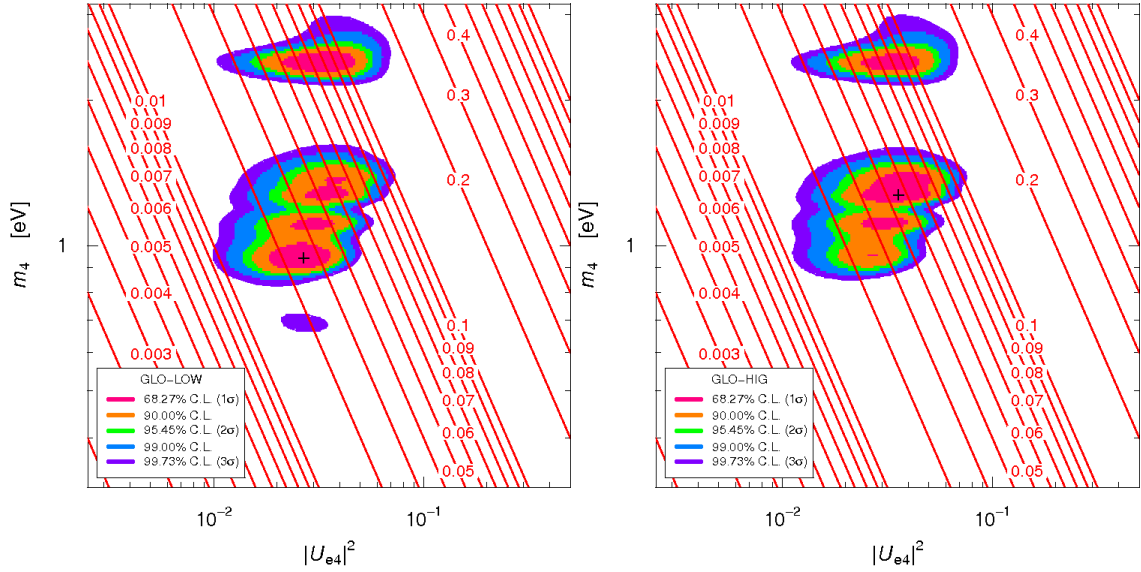 0.4
0.3
0.01
0.009
0.008
0.007
0.2
0.006
0.005
0.004
0.1
0.09
0.003
0.08
0.07
0.06
0.05
1
m4 [eV]
GLO-LOW
68.27% C.L. (1σ)
90.00% C.L.
95.45% C.L. (2σ)
99.00% C.L.
99.73% C.L. (3σ)
10⁻² 10⁻¹
|Ue4|²
0.4
0.3
0.01
0.009
0.008
0.007
0.2
0.006
0.005
0.004
0.1
0.09
0.003
0.08
0.07
0.06
0.05
1
m4 [eV]
GLO-HIG
68.27% C.L. (1σ)
90.00% C.L.
95.45% C.L. (2σ)
99.00% C.L.
99.73% C.L. (3σ)
10⁻² 10⁻¹
|Ue4|²